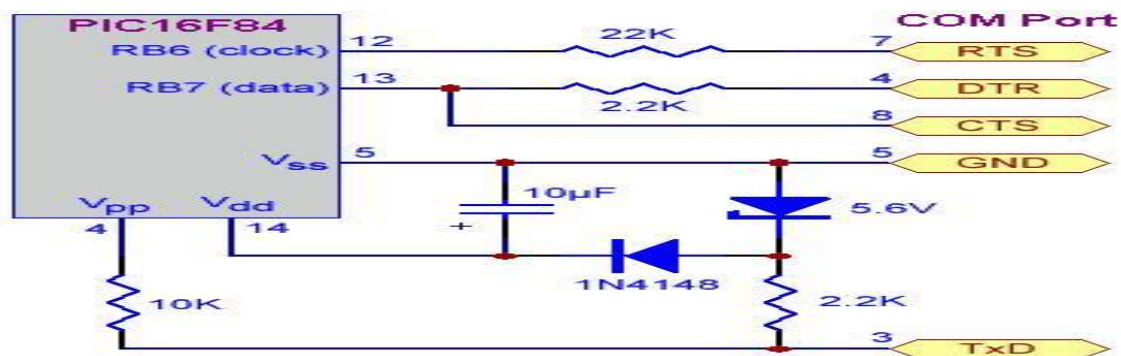 PIC16F84
COM Port
RB6 (clock)
12
22K
7
RTS
RB7 (data)
13
2.2K
4
DTR
8
CTS
Vss
5
5
GND
10µF
+
5.6V
Vpp
Vdd
4
14
1N4148
10K
2.2K
3
TxD